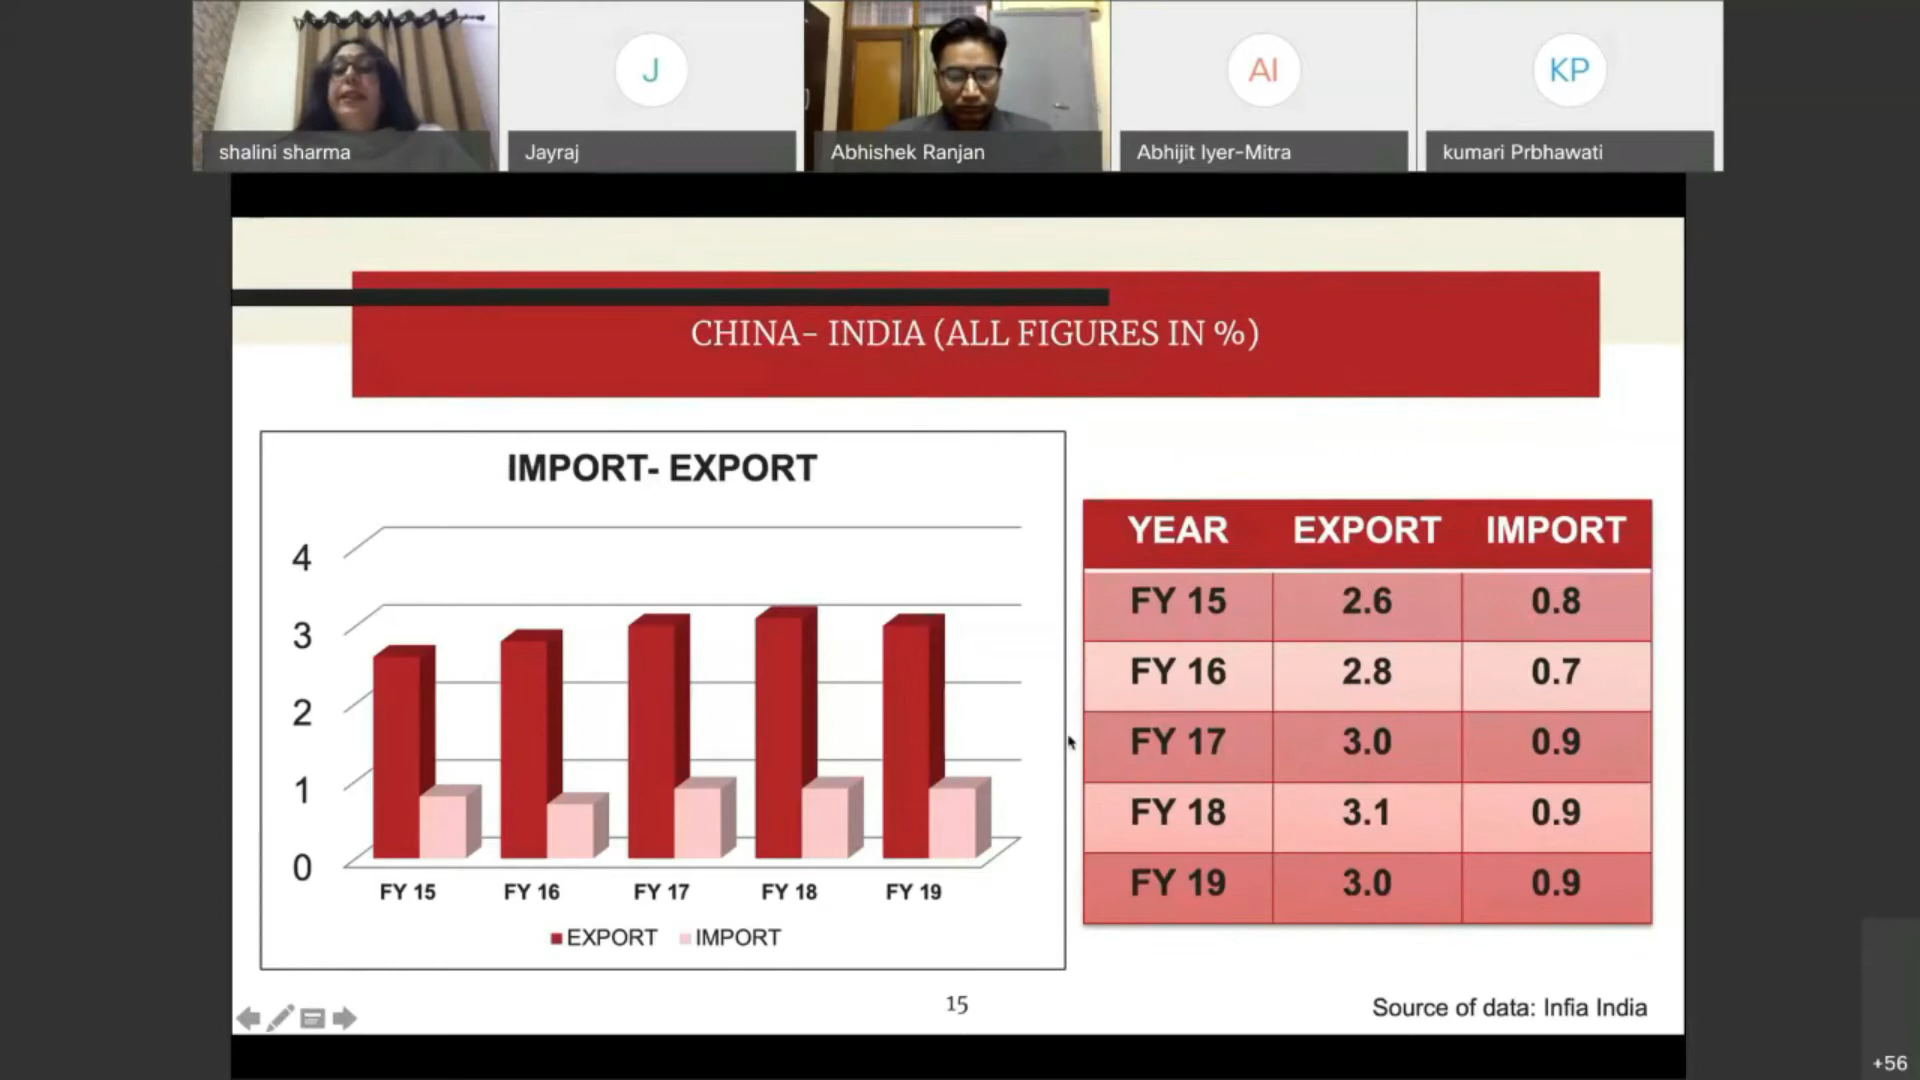 shalini sharma
J
Jayraj
Abhishek Ranjan
AI
Abhijit Iyer-Mitra
KP
kumari Prbhawati
CHINA- INDIA (ALL FIGURES IN %)
IMPORT- EXPORT
4
3
2
1
0
FY 15 FY 16 FY 17 FY 18 FY 19
EXPORT IMPORT
YEAR EXPORT IMPORT
FY 15 2.6 0.8
FY 16 2.8 0.7
FY 17 3.0 0.9
FY 18 3.1 0.9
FY 19 3.0 0.9
15
Source of data: Infia India
+56